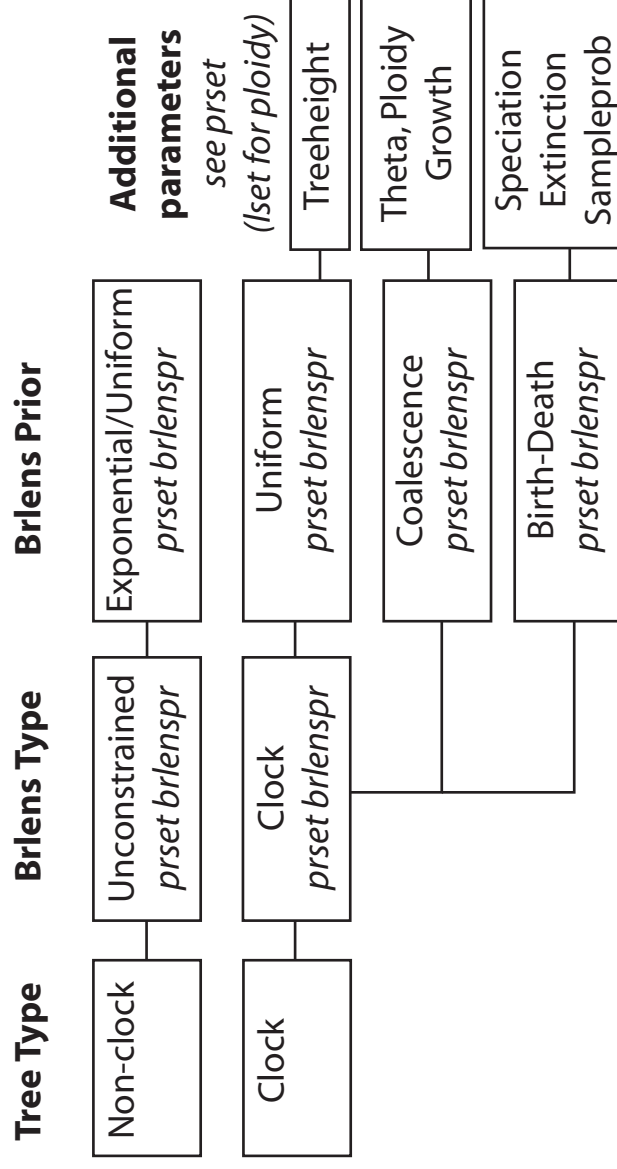 Tree Type
Brlens Type
Brlens Prior
Additional
parameters
see prset
(lset for ploidy)
Non-clock
Unconstrained
prset brlenspr
Exponential/Uniform
prset brlenspr
Clock
Clock
prset brlenspr
Uniform
prset brlenspr
Treeheight
Coalescence
prset brlenspr
Theta, Ploidy
Growth
Birth-Death
prset brlenspr
Speciation
Extinction
Sampleprob